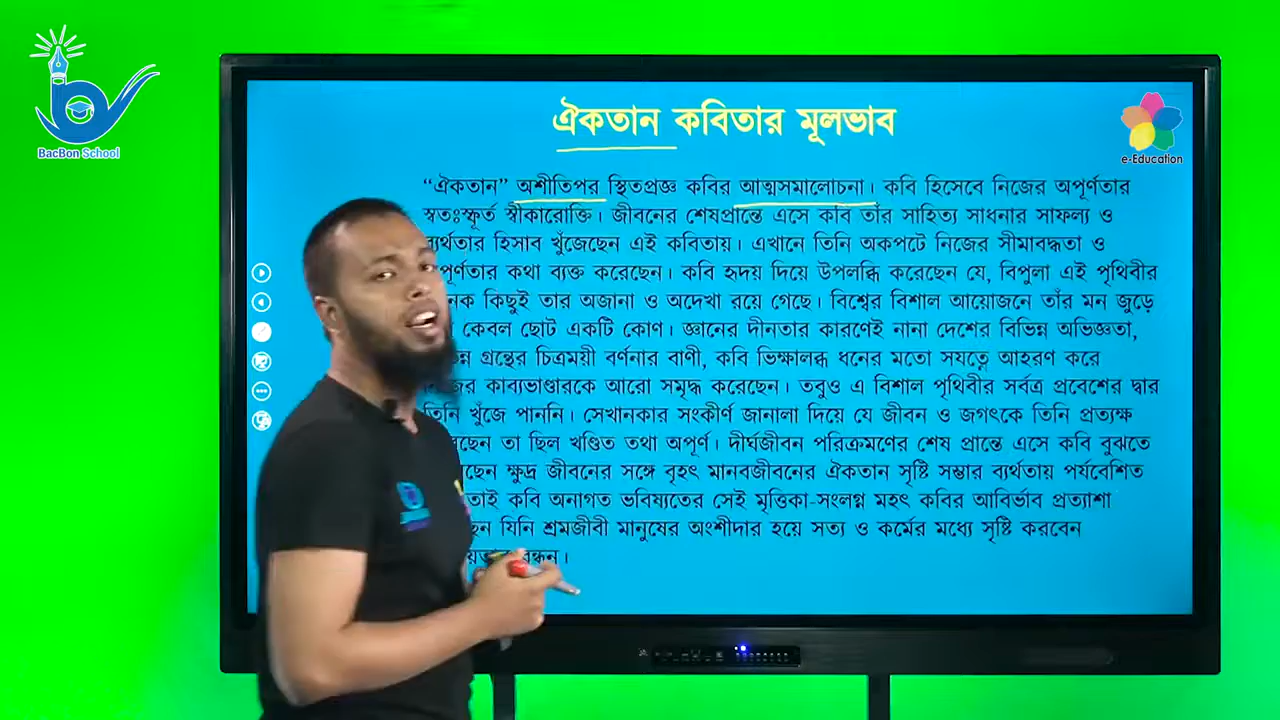 BacBon School
ঐকতান কবিতার মূলভাব
e-Education
“ঐকতান” অশীতিপর স্থিতপ্রজ্ঞ কবির আত্মসমালোচনা। কবি হিসেবে নিজের অপূর্ণতার
স্বতঃস্ফূর্ত স্বীকারোক্তি। জীবনের শেষপ্রান্তে এসে কবি তাঁর সাহিত্য সাধনার সাফল্য ও
ব্যর্থতার হিসাব খুঁজেছেন এই কবিতায়। এখানে তিনি অকপটে নিজের সীমাবদ্ধতা ও
কথা ব্যক্ত করেছেন। কবি হৃদয় দিয়ে উপলব্ধি করেছেন যে, বিপুলা এই পৃথিবীর
কিছুই তার অজানা ও অদেখা রয়ে গেছে। বিশ্বের বিশাল আয়োজনে তাঁর মন জুড়ে
কেবল ছোট একটি কোণ। জ্ঞানের দীনতার কারণেই নানা দেশের বিভিন্ন অভিজ্ঞতা,
গ্রন্থের চিত্রময়ী বর্ণনার বাণী, কবি ভিক্ষালব্ধ ধনের মতো সযত্নে আহরণ করে
কাব্যভাণ্ডারকে আরো সমৃদ্ধ করেছেন। তবুও এ বিশাল পৃথিবীর সর্বত্র প্রবেশের দ্বার
তিনি খুঁজে পাননি। সেখানকার সংকীর্ণ জানালা দিয়ে যে জীবন ও জগৎকে তিনি প্রত্যক্ষ
তা ছিল খণ্ডিত তথা অপূর্ণ। দীর্ঘজীবন পরিক্রমণের শেষ প্রান্তে এসে কবি বুঝতে
ক্ষুদ্র জীবনের সঙ্গে বৃহৎ মানবজীবনের ঐকতান সৃষ্টি সম্ভার ব্যর্থতায় পর্যবেশিত
তাই কবি অনাগত ভবিষ্যতের সেই মৃত্তিকা-সংলগ্ন মহৎ কবির আবির্ভাব প্রত্যাশা
যিনি শ্রমজীবী মানুষের অংশীদার হয়ে সত্য ও কর্মের মধ্যে সৃষ্টি করবেন